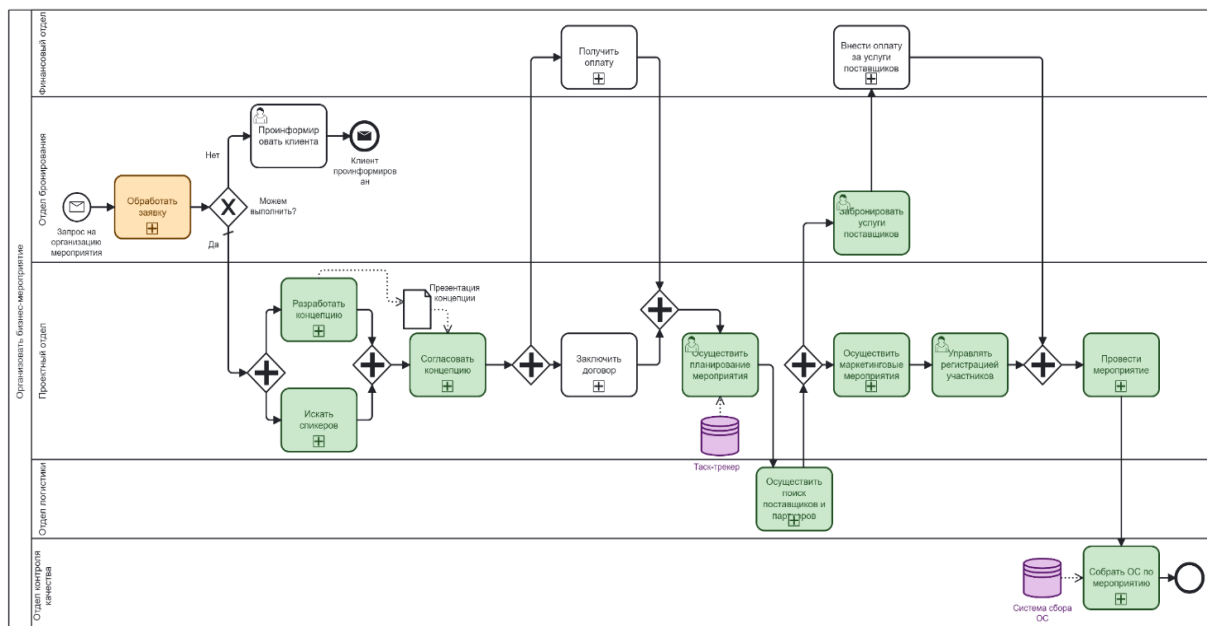 Организовать бизнес-мероприятие
Финансовый отдел
Получить
оплату
Внести оплату
за услуги
поставщиков
Отдел бронирования
Запрос на
организацию
мероприятия
Обработать
заявку
Можем
выполнить?
Нет
Да
Проинформир
овать клиента
Клиент
проинформиров
ан
Забронировать
услуги
поставщиков
Проектный отдел
Разработать
концепцию
Искать
спикеров
Презентация
концепции
Согласовать
концепцию
Заключить
договор
Осуществить
планирование
мероприятия
Таск-трекер
Осуществить
маркетинговые
мероприятия
Управлять
регистрацией
участников
Провести
мероприятие
Отдел логистики
Осуществить
поиск
поставщиков и
партнеров
Отдел контроля
качества
Система сбора
ОС
Собрать ОС по
мероприятию